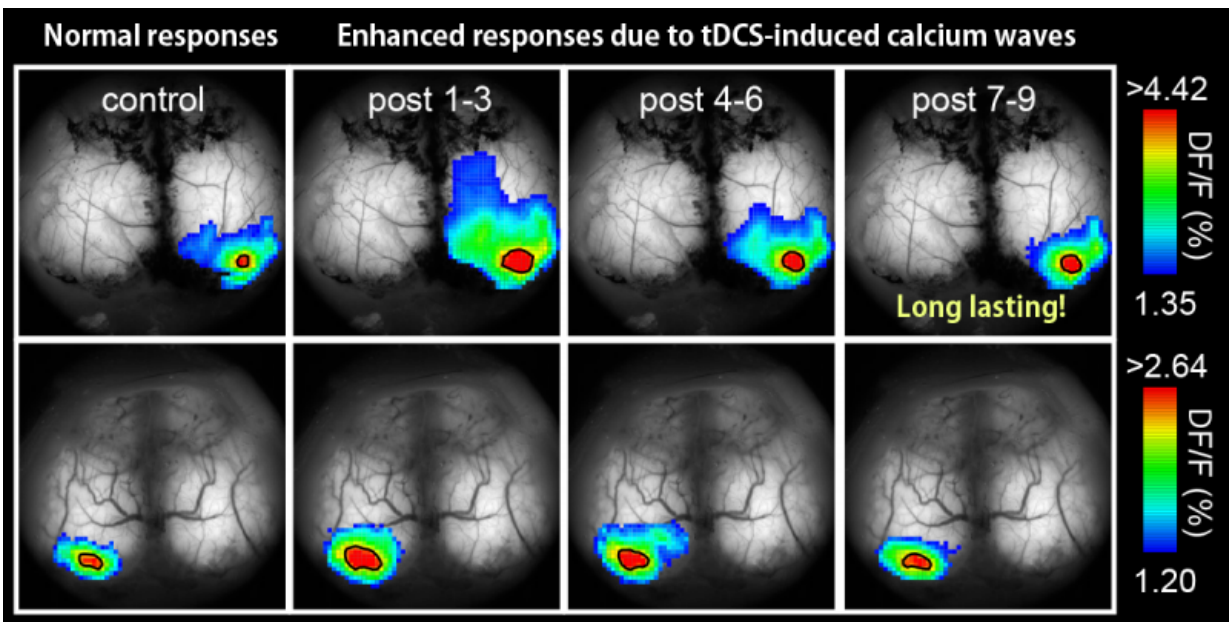 Normal responses
Enhanced responses due to tDCS-induced calcium waves
control
post 1-3
post 4-6
post 7-9
Long lasting!
>4.42
DF/F (%)
1.35
>2.64
DF/F (%)
1.20